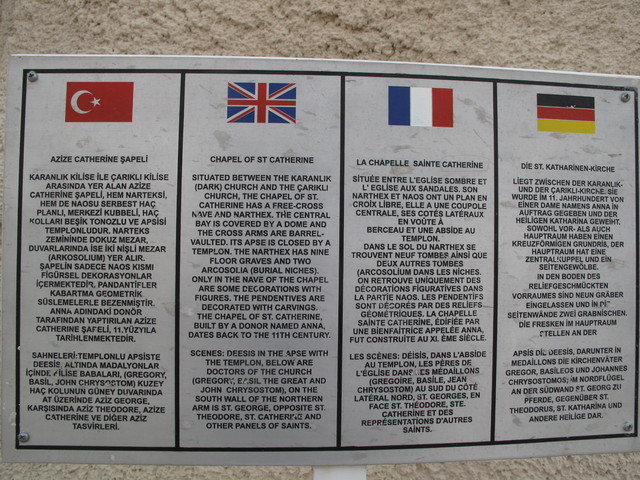 AZİZE CATHERİNE ŞAPELİ
KARANLIK KİLİSE İLE ÇARIKLI KİLİSE
ARASINDA YER ALAN AZİZE
CATHERİNE ŞAPELİ, HEM NARTEKSİ,
HEM DE NAOSU SERBEST HAÇ
PLANLI, MERKEZİ KUBBELİ, HAÇ
KOLLARI BEŞİK TONOZLU VE APSİSİ
TEMPLONLUDUR. NARTEKS
ZEMİNİNDE DOKUZ MEZAR,
DUVARLARINDA İSE İKİ NİŞLİ MEZAR
(ARKOSOLIUM) YER ALIR.
ŞAPELİN SADECE NAOS KISMI
FİGÜRSEL DEKORASYONLAR
İÇERMEKTEDİR. PANDANTİFLER
KABARTMA GEOMETRİK
SÜSLEMELERLE BEZENMİŞTİR.
ANNA ADINDAKİ DONÖR
TARAFINDAN YAPTIRILAN AZİZE
CATHERİNE ŞAFELİ, 11.YÜZYILA
TARİHLENMEKTEDİR.
SAHNELERİ:TEMPLONLU APSİSTE
DEESİS, ALTINDA MADALYONLAR
İÇİNDE KİLİSE BABALARI, (GREGORY,
BASİL, JOHN CHRYSOSTOM) KUZEY
HAÇ KOLUNUN GÜNEY DUVARINDA
AT ÜZERİNDE AZİZ GEORGE,
KARŞISINDA AZİZ THEODORE, AZİZE
CATHERİNE VE DİĞER AZİZ
TASVİRLERİ.
CHAPEL OF ST CATHERINE
SITUATED BETWEEN THE KARANLIK
(DARK) CHURCH AND THE ÇARIKLI
CHURCH, THE CHAPEL OF ST.
CATHERINE HAS A FREE-CROSS
NAVE AND NARTHEX. THE CENTRAL
BAY IS COVERED BY A DOME AND
THE CROSS ARMS ARE BARREL-
VAULTED. ITS APSE IS CLOSED BY A
TEMPLON. THE NARTHEX HAS NINE
FLOOR GRAVES AND TWO
ARCOSOLIA (BURIAL NICHES).
ONLY IN THE NAVE OF THE CHAPEL
ARE SOME DECORATIONS WITH
FIGURES. THE PENDENTIVES ARE
DECORATED WITH CARVINGS.
THE CHAPEL OF ST. CATHERINE,
BUILT BY A DONOR NAMED ANNA,
DATES BACK TO THE 11TH CENTURY.
SCENES: DEESIS IN THE APSE WITH
THE TEMPLON, BELOW ARE
DOCTORS OF THE CHURCH
(GREGORY, BASIL, THE GREAT AND
JOHN CHRYSOSTOM), ON THE
SOUTH WALL OF THE NORTHERN
ARM IS ST. GEORGE, OPPOSITE ST.
THEODORE, ST. CATHERINE AND
OTHER PANELS OF SAINTS.
LA CHAPELLE SAINTE CATHERINE
SITUÉE ENTRE L'EGLISE SOMBRE ET
L' EGLISE AUX SANDALES. SON
NARTHEX ET NAOS ONT UN PLAN EN
CROIX LIBRE, ELLE A UNE COUPOLE
CENTRALE, SES CÔTÉS LATÉRAUX
EN VOÛTE À
BERCEAU ET UNE ABSIDE AU
TEMPLON.
DANS LE SOL DU NARTHEX SE
TROUVENT NEUF TOMBES AINSİ QUE
DEUX AUTRES TOMBES
(ARCOSOLİUM DANS LES NICHES.
ON RETROUVE UNIQUEMENT DES
DÉCORATIONS FIGURATIVES DANS
LA PARTIE NAOS. LES PENDENTIFS
SONT DÉCORÉS PAR DES RELIEFS
GÉOMÉTRIQUES. LA CHAPELLE
SAINTE CATHERINE, ÉDIFIÉE PAR
UNE BIENFAITRICE APPELÉE ANNA,
FUT CONSTRUITE AU XI. ÉME SIÈCLE.
LES SCÈNES: DÉİSİS, DANS L'ABSIDE
AU TEMPLON, LES PÈRES DE
L'ÉGLISE DANS LES MÉDAILLONS
(GREGOIRE, BASILE, JEAN
CHRYSOSTOM) AU SUD DU CÔTÉ
LATÉRAL NORD, ST. GEORGES, EN
FACE ST. THÉODORE, STE.
CATHERINE ET DES
REPRÉSENTATIONS D'AUTRES
SAINTS.
DIE ST. KATHARINEN-KIRCHE
LIEGT ZWISCHEN DER KARANLIK-
UND DER ÇARIKLI-KIRCHE. SIE
WURDE IM 11. JAHRHUNDERT VON
EINER DAME NAMENS ANNA IN
AUFTRAG GEGEBEN UND DER
HEILIGEN KATHARINA GEWEIHT.
SOWOHL VOR- ALS AUCH
HAUPTRAUM HABEN EINEN
KREUZFÖRMIGEN GRUNDRIS, DER
HAUPTRAUM HAT EINE
ZENTRALKUPPEL UND EIN
SEITENGEWÖLBE.
IN DEN BODEN DES
RELIEFGESCHMÜCKTEN
VORRAUMES SIND NEUN GRÄBER
EINGELASSEN UND IN DIE
SEITENWÄNDE ZWEI GRABNISCHEN.
DIE FRESKEN IM HAUPTRAUM
STELLEN AN DER
APSİS DIE DEESIS, DARUNTER IN
MEDAILLONS DIE KIRCHENVÄTER
GREGOR, BASILEOS UND JOHANNES
CHRYSOSTOMOS; IM NORDFLÜGEL
AN DER SÜDWAND FT. GEORG ZU
PFERDE, GEGENÜBER ST.
THEODORUS, ST. KATHARINA UND
ANDERE HEILIGE DAR.